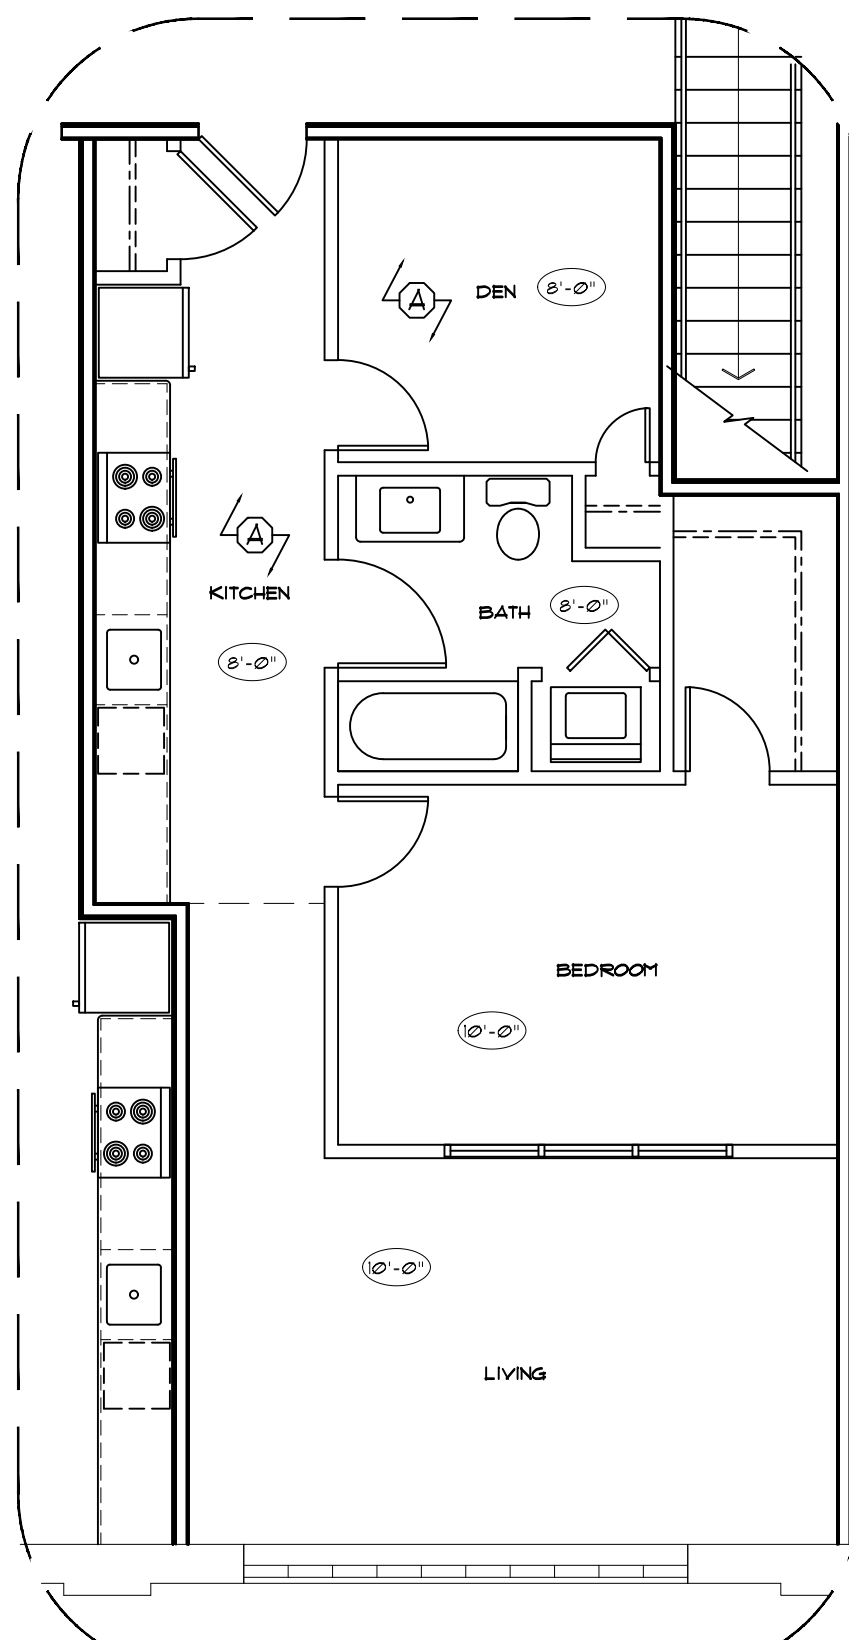 DEN 8'-0"
A
A
KITCHEN
8'-0"
BATH 8'-0"
BEDROOM
10'-0"
10'-0"
LIVING